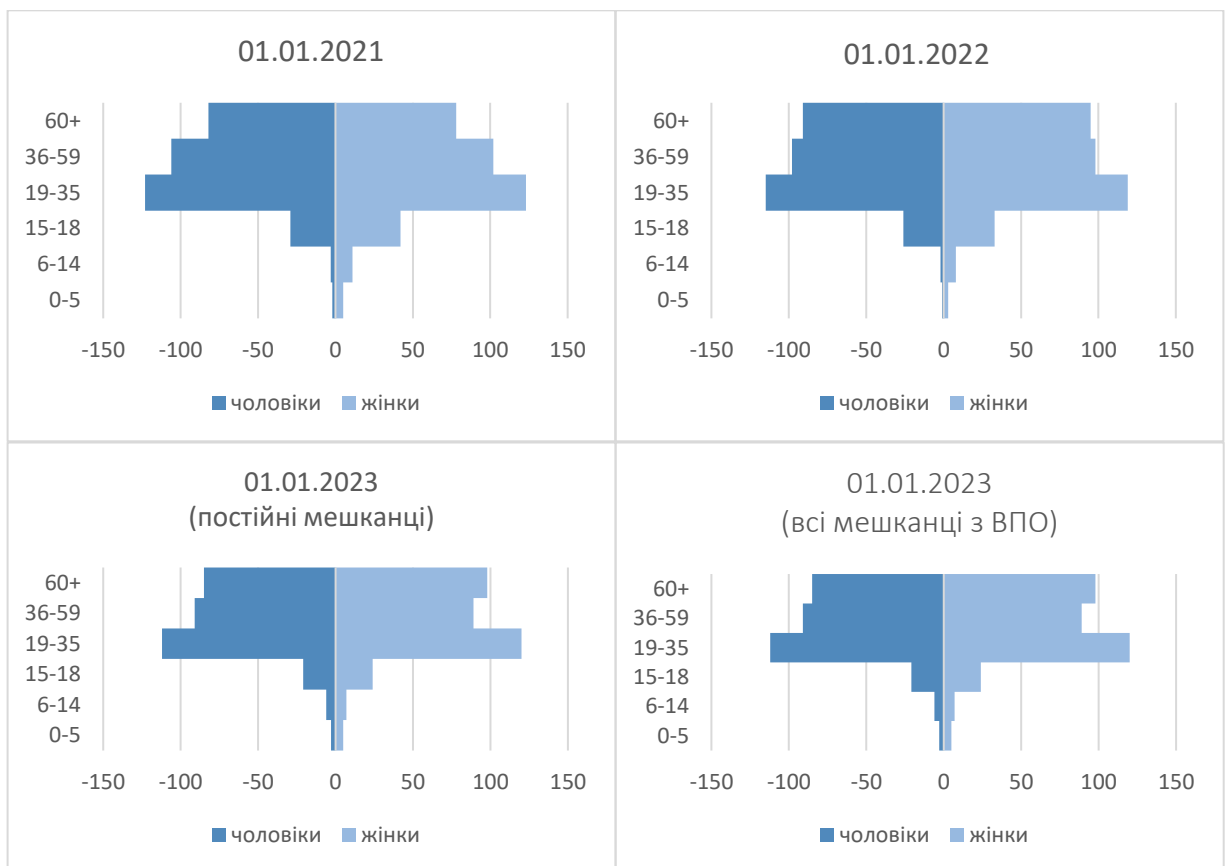 01.01.2021
60+
36-59
19-35
15-18
6-14
0-5
-150 -100 -50 0 50 100 150
чоловіки жінки
01.01.2022
60+
36-59
19-35
15-18
6-14
0-5
-150 -100 -50 0 50 100 150
чоловіки жінки
01.01.2023
(постійні мешканці)
60+
36-59
19-35
15-18
6-14
0-5
-150 -100 -50 0 50 100 150
чоловіки жінки
01.01.2023
(всі мешканці з ВПО)
60+
36-59
19-35
15-18
6-14
0-5
-150 -100 -50 0 50 100 150
чоловіки жінки